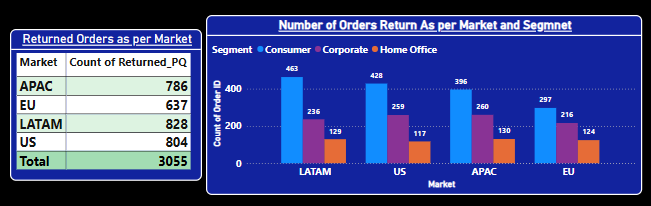 Returned Orders as per Market
Market Count of Returned_PQ
APAC 786
EU 637
LATAM 828
US 804
Total 3055
Number of Orders Return As per Market and Segmnet
Segment Consumer Corporate Home Office
Count of Order ID
400
200
0
463 236 129
428 259 117
396 260 130
297 216 124
LATAM US APAC EU
Market